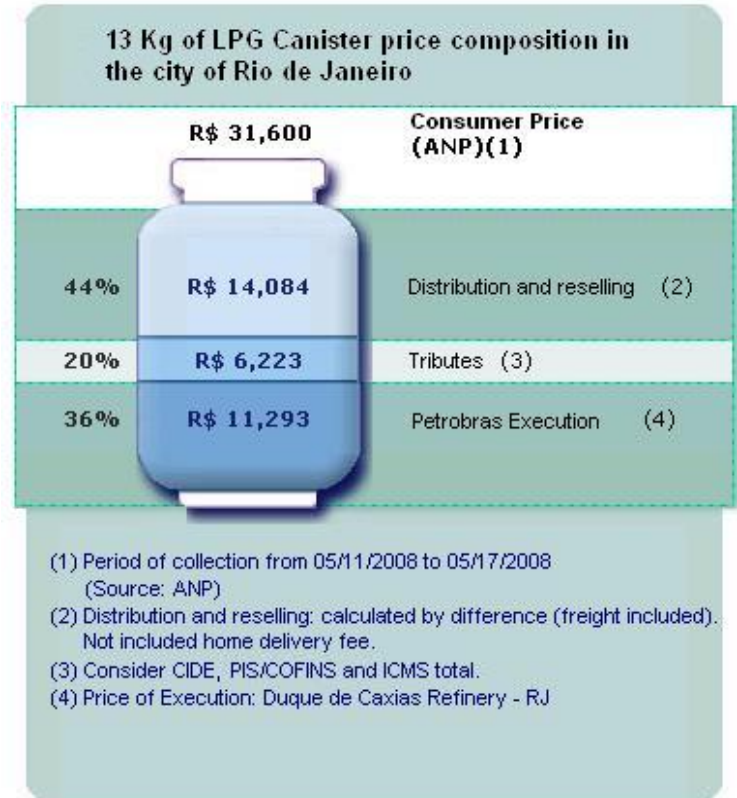 13 Kg of LPG Canister price composition in
the city of Rio de Janeiro
R$ 31,600 Consumer Price
(ANP)(1)
44% R$ 14,084 Distribution and reselling (2)
20% R$ 6,223 Tributes (3)
36% R$ 11,293 Petrobras Execution (4)
(1) Period of collection from 05/11/2008 to 05/17/2008
(Source: ANP)
(2) Distribution and reselling: calculated by difference (freight included).
Not included home delivery fee.
(3) Consider CIDE, PIS/COFINS and ICMS total.
(4) Price of Execution: Duque de Caxias Refinery - RJ